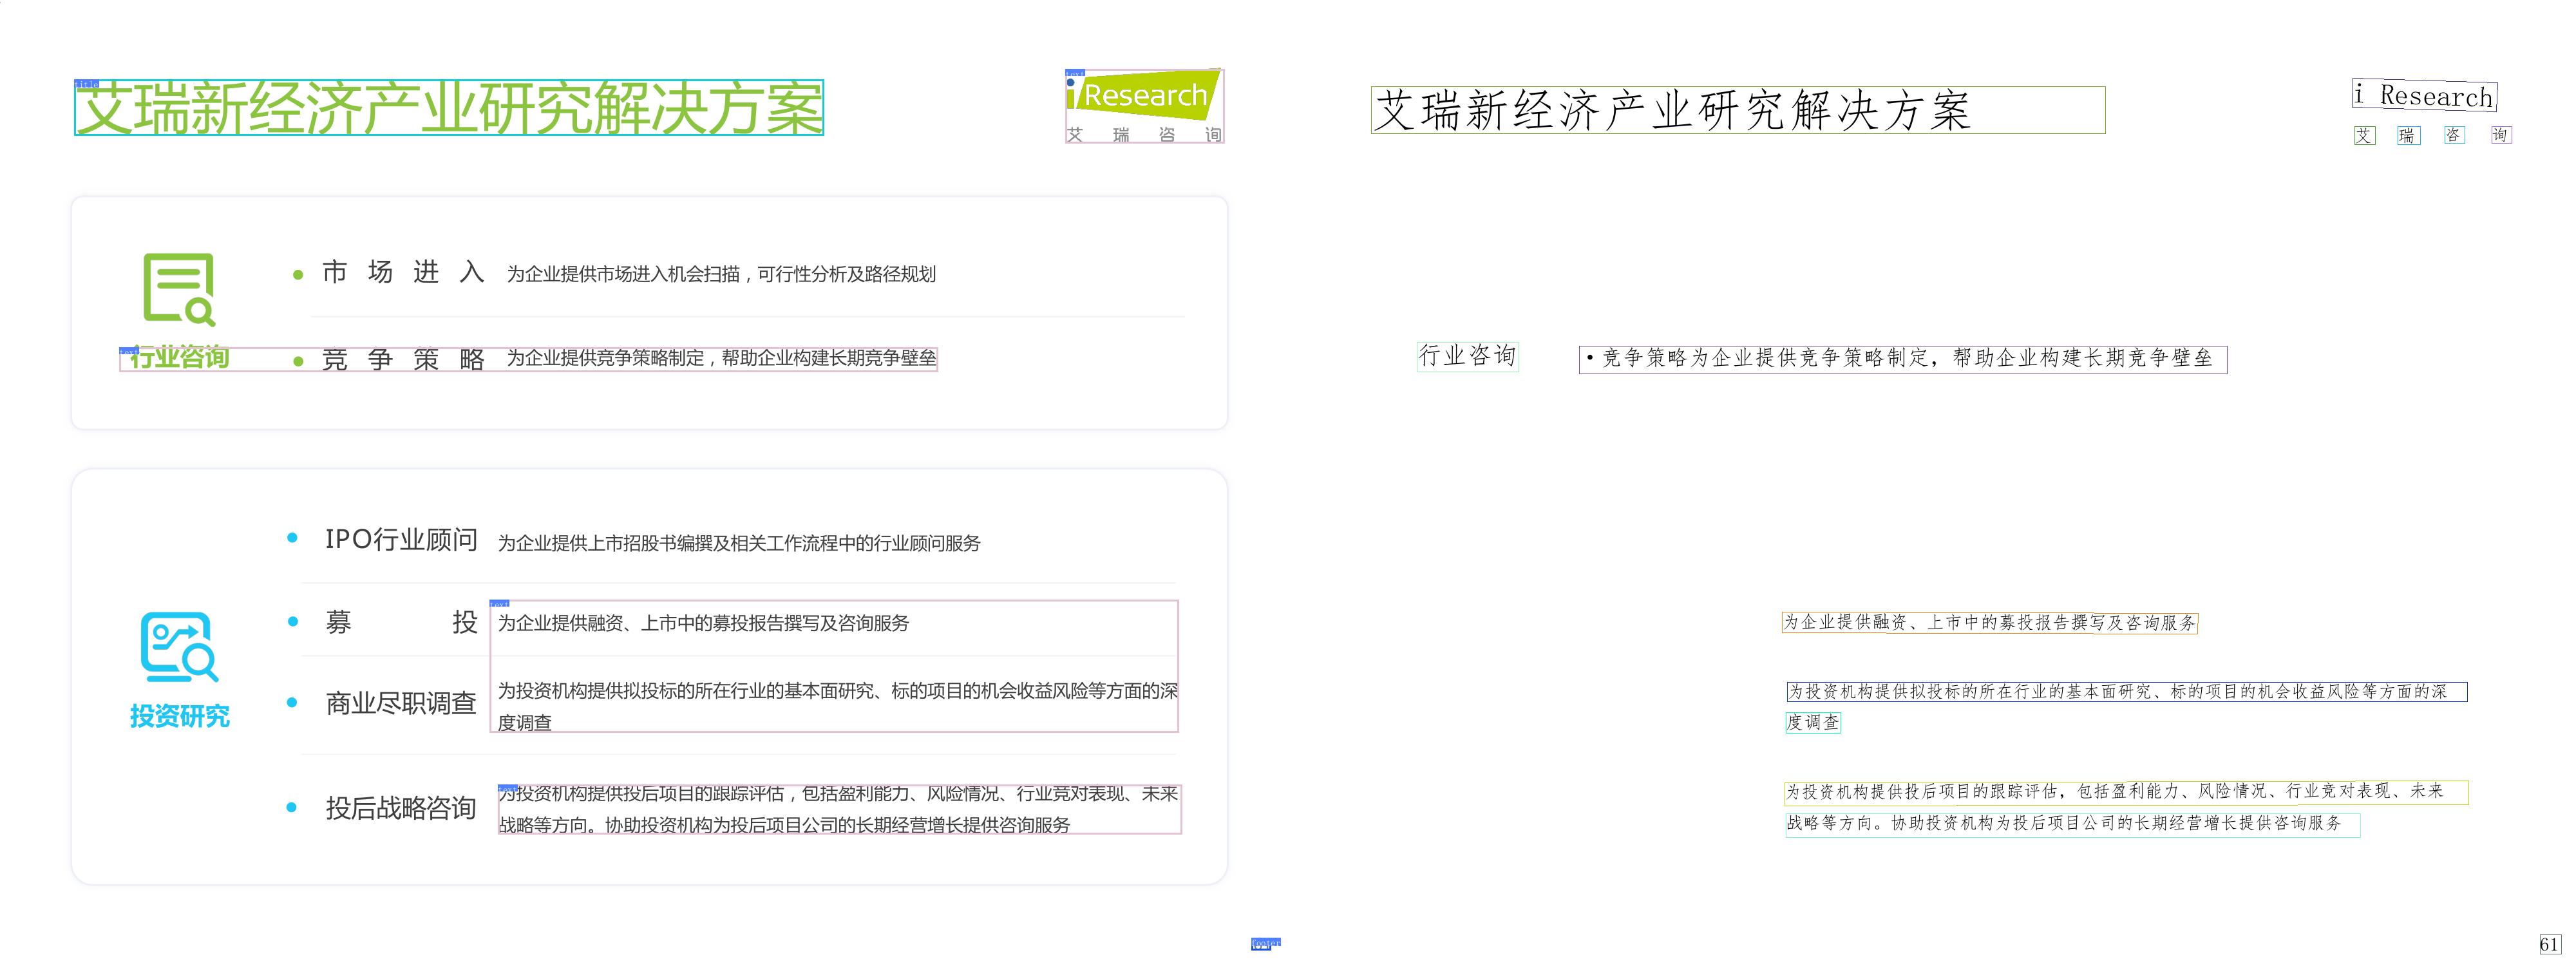 艾瑞新经济产业研究解决方案
iResearch
艾瑞咨询
行业咨询
市场进入 为企业提供市场进入机会扫描，可行性分析及路径规划
竞争策略 为企业提供竞争策略制定，帮助企业构建长期竞争壁垒
投资研究
IPO行业顾问 为企业提供上市招股书编撰及相关工作流程中的行业顾问服务
募投 为企业提供融资、上市中的募投报告撰写及咨询服务
商业尽职调查 为投资机构提供拟投标的所在行业的基本面研究、标的项目的机会收益风险等方面的深
度调查
投后战略咨询 为投资机构提供投后项目的跟踪评估，包括盈利能力、风险情况、行业竞对表现、未来
战略等方向。协助投资机构为投后项目公司的长期经营增长提供咨询服务
title
text
text
text
text
footer
艾瑞新经济产业研究解决方案
i Research
艾 瑞 咨 询
行业咨询
•竞争策略为企业提供竞争策略制定，帮助企业构建长期竞争壁垒
为企业提供融资、上市中的募投报告撰写及咨询服务
为投资机构提供拟投标的所在行业的基本面研究、标的项目的机会收益风险等方面的深
度调查
为投资机构提供投后项目的跟踪评估，包括盈利能力、风险情况、行业竞对表现、未来
战略等方向。协助投资机构为投后项目公司的长期经营增长提供咨询服务
61